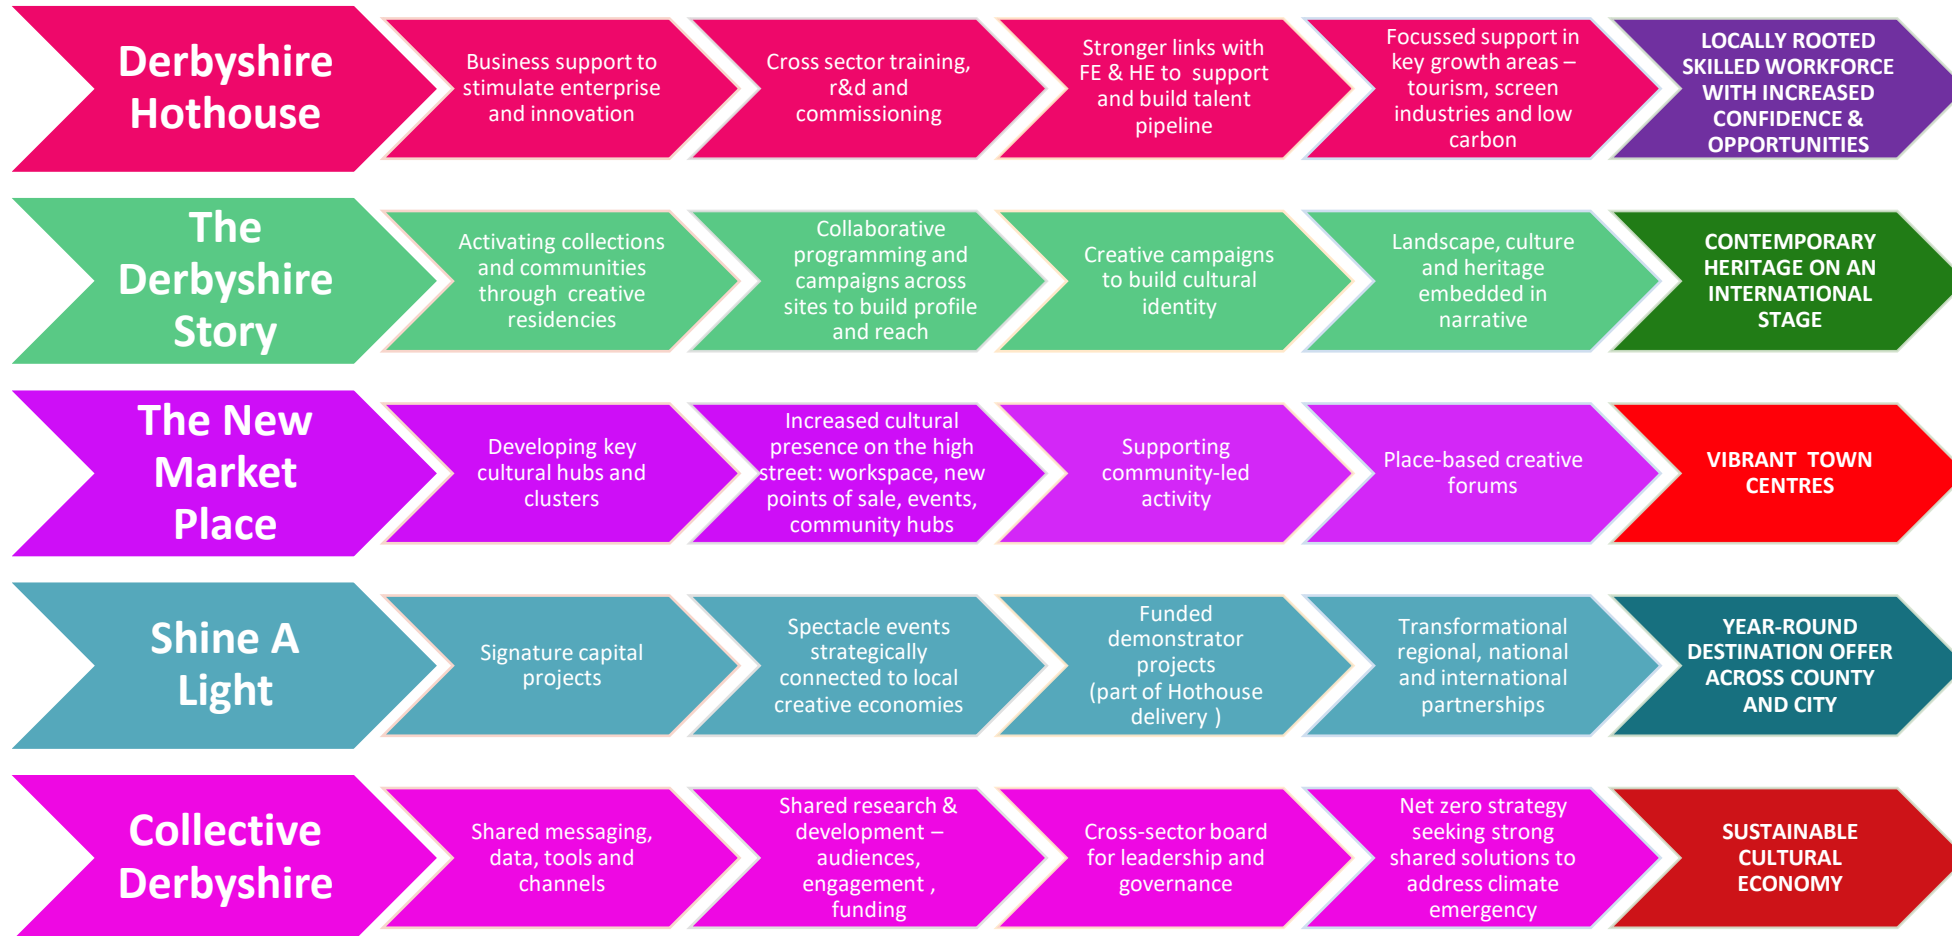 Derbyshire
Hothouse
Business support to
stimulate enterprise
and innovation
Cross sector training,
r&d and
commissioning
Stronger links with
FE & HE to support
and build talent
pipeline
Focussed support in
key growth areas –
tourism, screen
industries and low
carbon
LOCALLY ROOTED
SKILLED WORKFORCE
WITH INCREASED
CONFIDENCE &
OPPORTUNITIES
The
Derbyshire
Story
Activating collections
and communities
through creative
residencies
Collaborative
programming and
campaigns across
sites to build profile
and reach
Creative campaigns
to build cultural
identity
Landscape, culture
and heritage
embedded in
narrative
CONTEMPORARY
HERITAGE ON AN
INTERNATIONAL
STAGE
The New
Market
Place
Developing key
cultural hubs and
clusters
Increased cultural
presence on the high
street: workspace, new
points of sale, events,
community hubs
Supporting
community-led
activity
Place-based creative
forums
VIBRANT TOWN
CENTRES
Shine A
Light
Signature capital
projects
Spectacle events
strategically
connected to local
creative economies
Funded
demonstrator
projects
(part of Hothouse
delivery )
Transformational
regional, national
and international
partnerships
YEAR-ROUND
DESTINATION OFFER
ACROSS COUNTY
AND CITY
Collective
Derbyshire
Shared messaging,
data, tools and
channels
Shared research &
development –
audiences,
engagement ,
funding
Cross-sector board
for leadership and
governance
Net zero strategy
seeking strong
shared solutions to
address climate
emergency
SUSTAINABLE
CULTURAL
ECONOMY